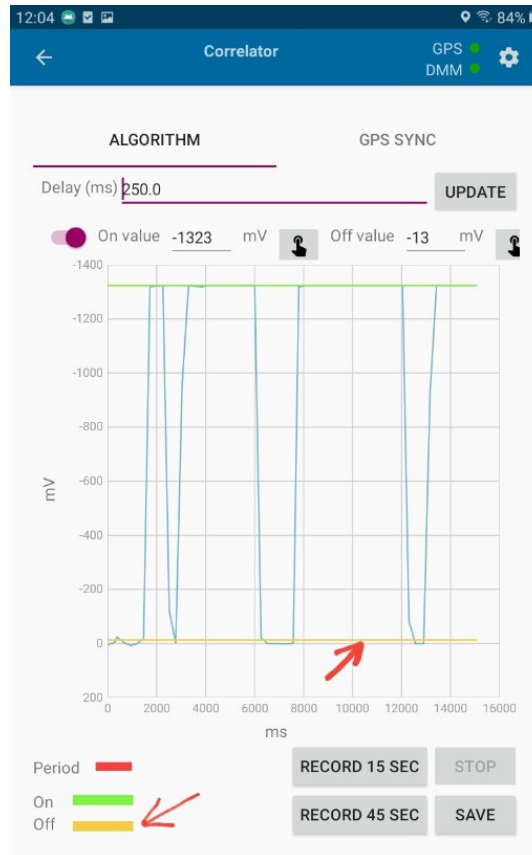 12:04 84%
Correlator
GPS
DMM
ALGORITHM GPS SYNC
Delay (ms) 250.0 UPDATE
On value -1323 mV Off value -13 mV
-1400
-1200
-1000
-800
-600
-400
-200
0
200
mV
0 2000 4000 6000 8000 10000 12000 14000 16000
ms
Period RECORD 15 SEC STOP
On
Off RECORD 45 SEC SAVE